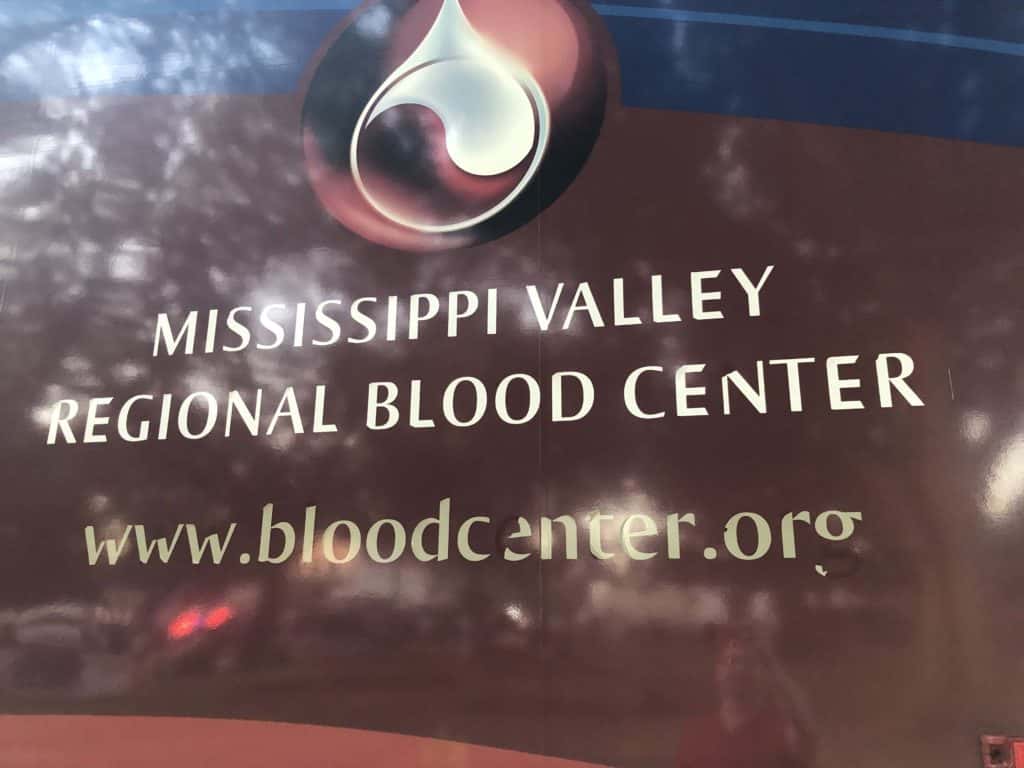 MISSISSIPPI VALLEY
REGIONAL BLOOD CENTER
www.bloodcenter.org